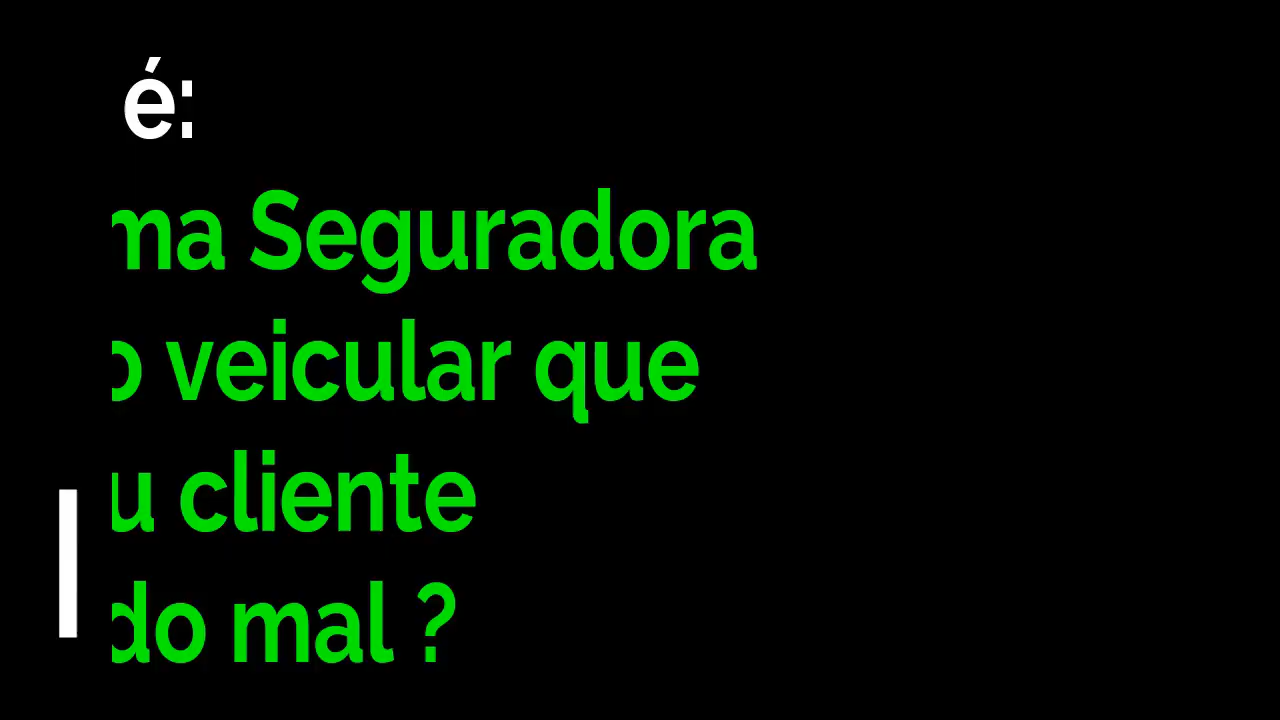 é:
ma Seguradora
o veicular que
u cliente
do mal ?